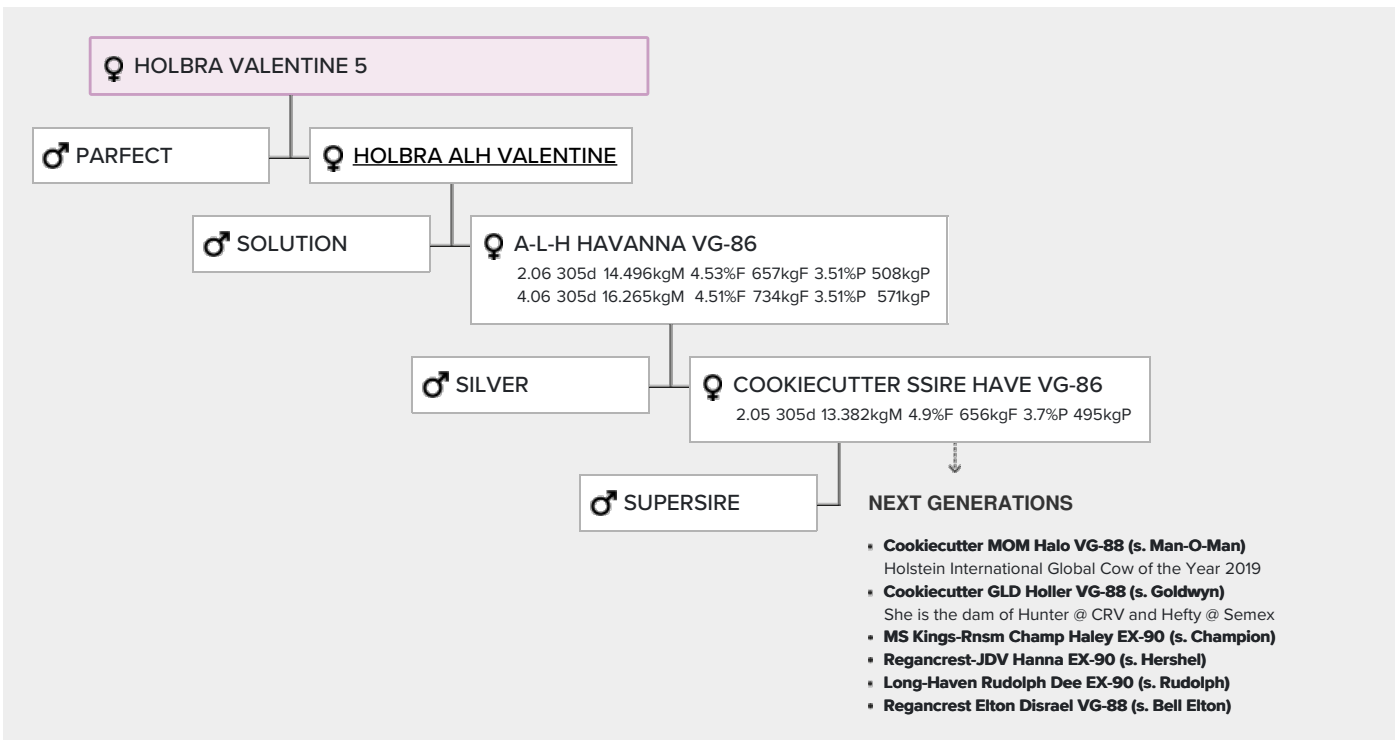 HOLBRA VALENTINE 5
PARFECT
HOLBRA ALH VALENTINE
SOLUTION
A-L-H HAVANNA VG-86
2.06 305d 14.496kgM 4.53%F 657kgF 3.51%P 508kgP
4.06 305d 16.265kgM 4.51%F 734kgF 3.51%P 571kgP
SILVER
COOKIECUTTER SSIRE HAVE VG-86
2.05 305d 13.382kgM 4.9%F 656kgF 3.7%P 495kgP
SUPERSIRE
NEXT GENERATIONS
Cookiecutter MOM Halo VG-88 (s. Man-O-Man)
Holstein International Global Cow of the Year 2019
Cookiecutter GLD Holler VG-88 (s. Goldwyn)
She is the dam of Hunter @ CRV and Hefty @ Semex
MS Kings-Rnsm Champ Haley EX-90 (s. Champion)
Regancrest-JDV Hanna EX-90 (s. Hershel)
Long-Haven Rudolph Dee EX-90 (s. Rudolph)
Regancrest Elton Disrael VG-88 (s. Bell Elton)